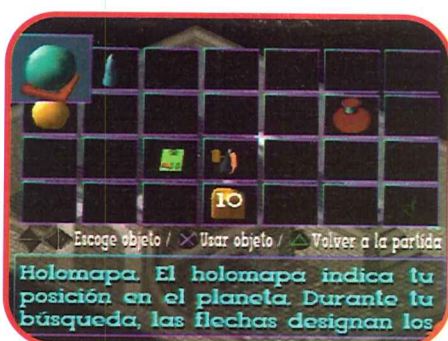 10
Escoge objeto / Usar objeto / Volver a la partida
Holomapa. El holomapa indica tu
posición en el planeta. Durante tu
búsqueda, las flechas designan los